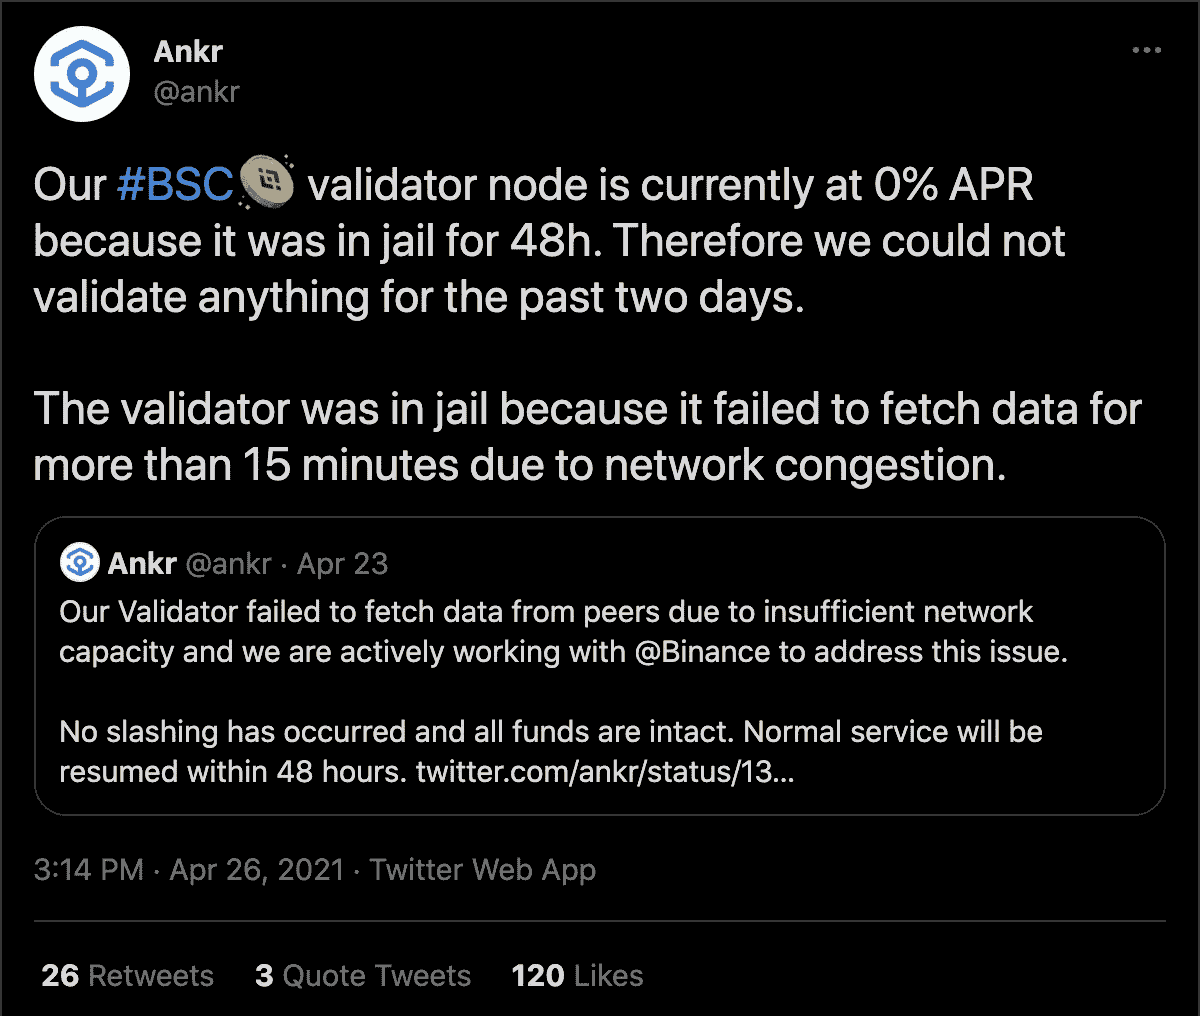 Ankr
@ankr
Our #BSC validator node is currently at 0% APR
because it was in jail for 48h. Therefore we could not
validate anything for the past two days.
The validator was in jail because it failed to fetch data for
more than 15 minutes due to network congestion.
Ankr @ankr · Apr 23
Our Validator failed to fetch data from peers due to insufficient network
capacity and we are actively working with @Binance to address this issue.
No slashing has occurred and all funds are intact. Normal service will be
resumed within 48 hours. twitter.com/ankr/status/13...
3:14 PM · Apr 26, 2021 · Twitter Web App
26 Retweets 3 Quote Tweets 120 Likes